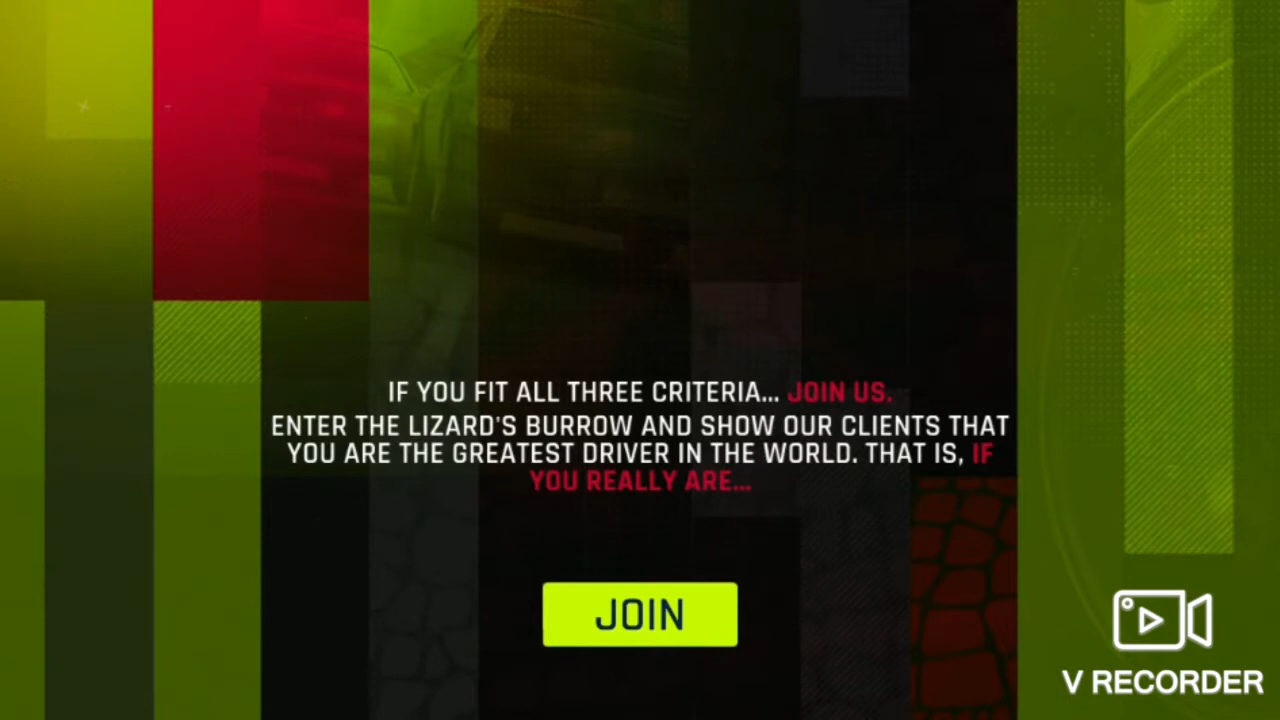 IF YOU FIT ALL THREE CRITERIA... JOIN US.
ENTER THE LIZARD'S BURROW AND SHOW OUR CLIENTS THAT
YOU ARE THE GREATEST DRIVER IN THE WORLD. THAT IS, IF
YOU REALLY ARE...
JOIN
V RECORDER